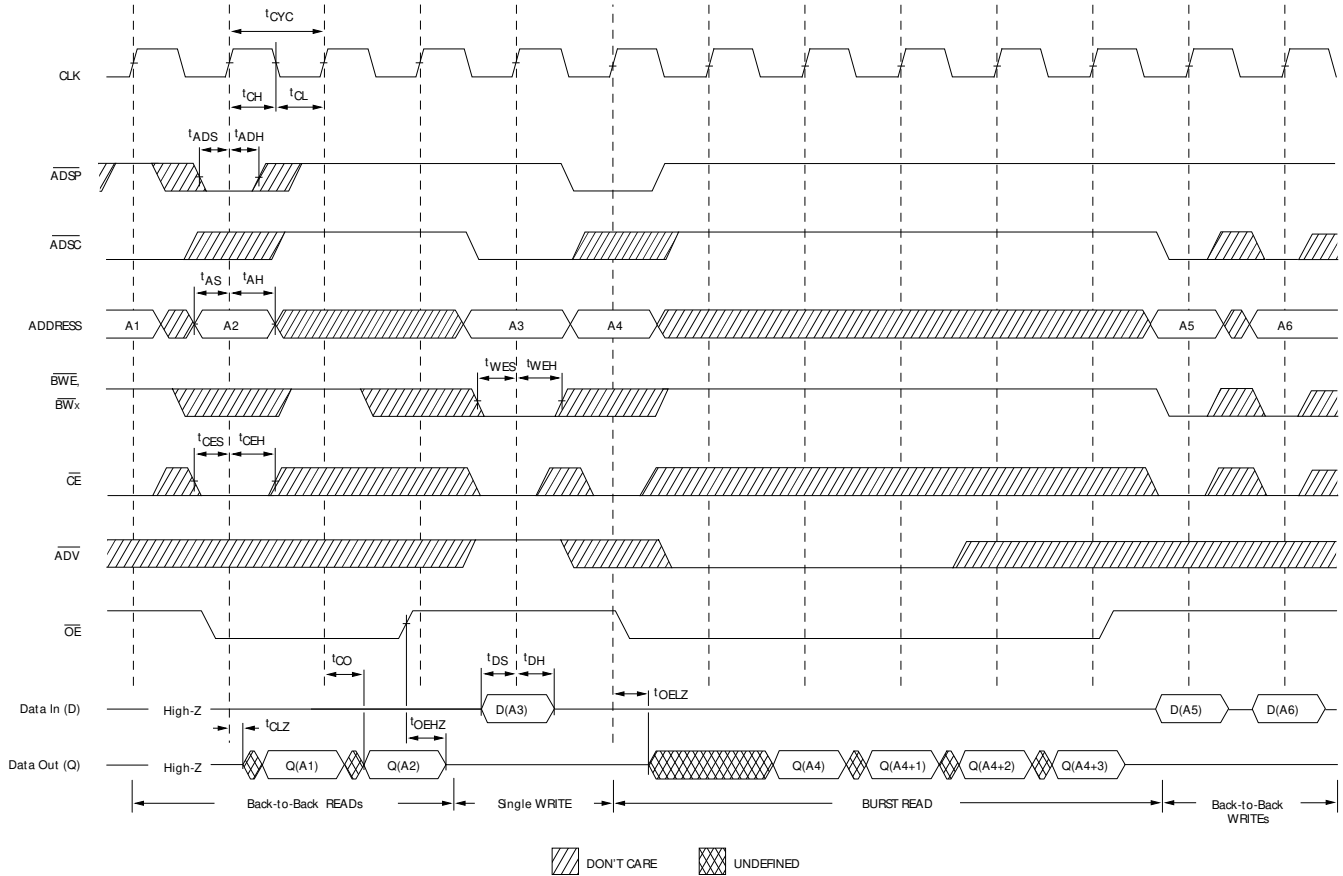 tCYC
CLK
tCH
tCL
tADS
tADH
ADSP
ADSC
tAS
tAH
ADDRESS
A1
A2
A3
A4
A5
A6
tWES
tWEH
BWE,
BWx
tCES
tCEH
CE
ADV
OE
tCO
tDS
tDH
tOELZ
Data In (D)
High-Z
D(A3)
D(A5)
D(A6)
tCLZ
tOEHZ
Data Out (Q)
High-Z
Q(A1)
Q(A2)
Q(A4)
Q(A4+1)
Q(A4+2)
Q(A4+3)
Back-to-Back READs
Single WRITE
BURST READ
Back-to-Back
WRITEs
DON'T CARE
UNDEFINED